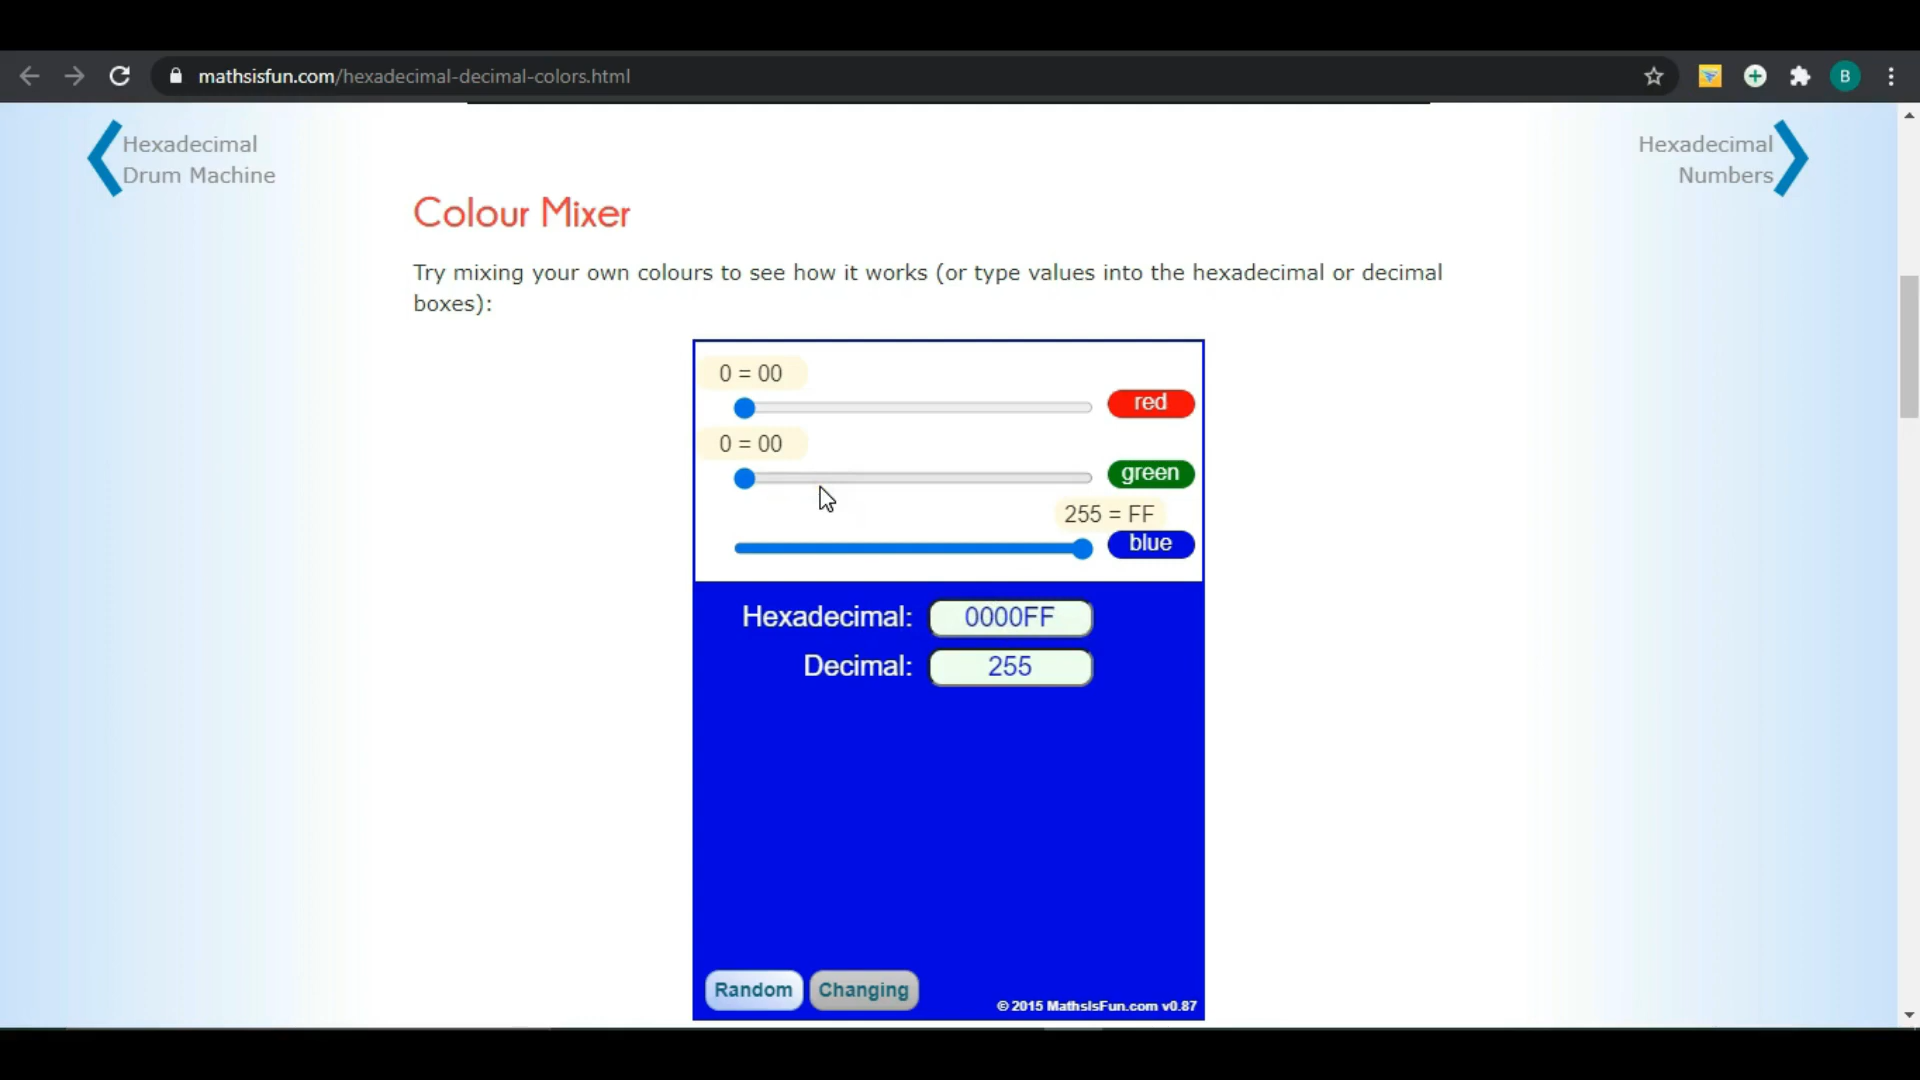 mathsisfun.com/hexadecimal-decimal-colors.html
B
Hexadecimal
Drum Machine
Hexadecimal
Numbers
Colour Mixer
Try mixing your own colours to see how it works (or type values into the hexadecimal or decimal
boxes):
0 = 00
red
0 = 00
green
255 = FF
blue
Hexadecimal: 0000FF
Decimal: 255
Random Changing
© 2015 MathsIsFun.com v0.87